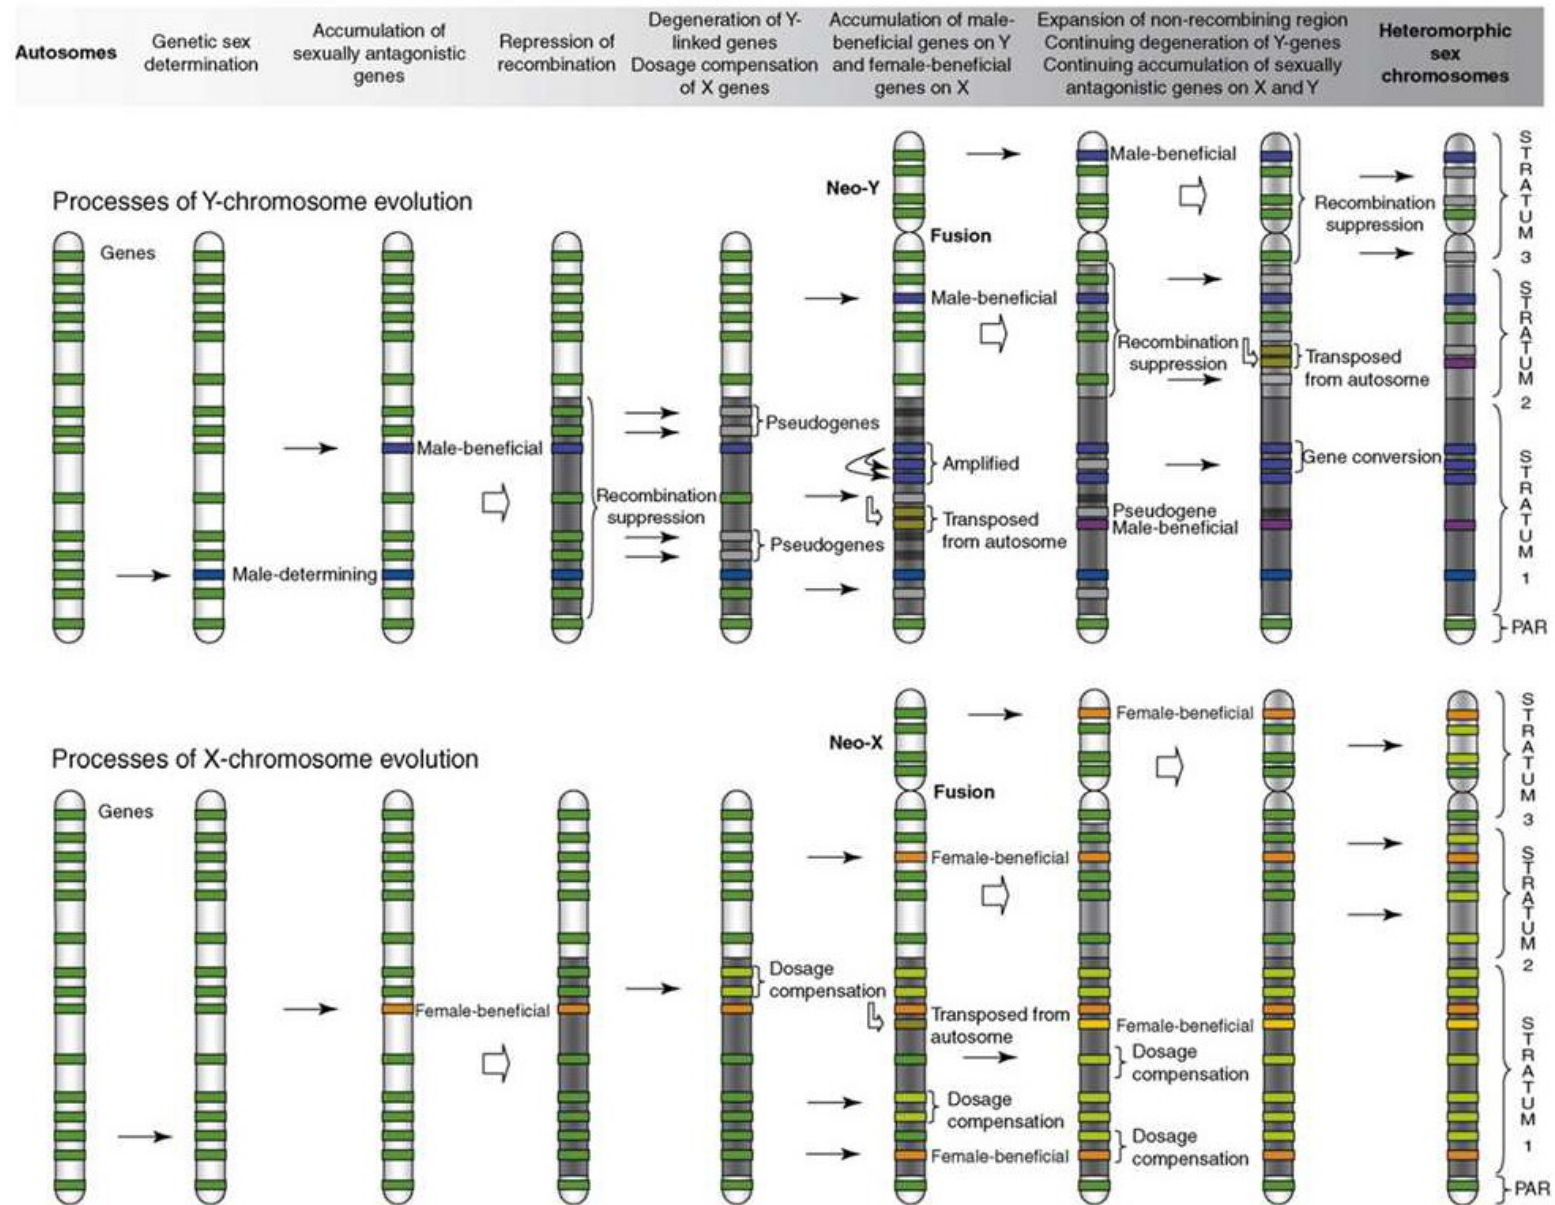 Autosomes
Genetic sex
determination
Accumulation of
sexually antagonistic
genes
Repression of
recombination
Degeneration of Y-
linked genes
Dosage compensation
of X genes
Accumulation of male-
beneficial genes on Y
and female-beneficial
genes on X
Expansion of non-recombining region
Continuing degeneration of Y-genes
Continuing accumulation of sexually
antagonistic genes on X and Y
Heteromorphic
sex
chromosomes
Processes of Y-chromosome evolution
Genes
Male-determining
Male-beneficial
Recombination
suppression
Pseudogenes
Pseudogenes
Neo-Y
Fusion
Male-beneficial
Amplified
Transposed
from autosome
Male-beneficial
Recombination
suppression
Pseudogene
Male-beneficial
Transposed
from autosome
Gene conversion
Recombination
suppression
STRATUM 3
STRATUM 2
STRATUM 1
PAR
Processes of X-chromosome evolution
Genes
Female-beneficial
Dosage
compensation
Neo-X
Fusion
Female-beneficial
Transposed from
autosome
Dosage
compensation
Female-beneficial
Female-beneficial
Female-beneficial
Dosage
compensation
Dosage
compensation
STRATUM 3
STRATUM 2
STRATUM 1
PAR